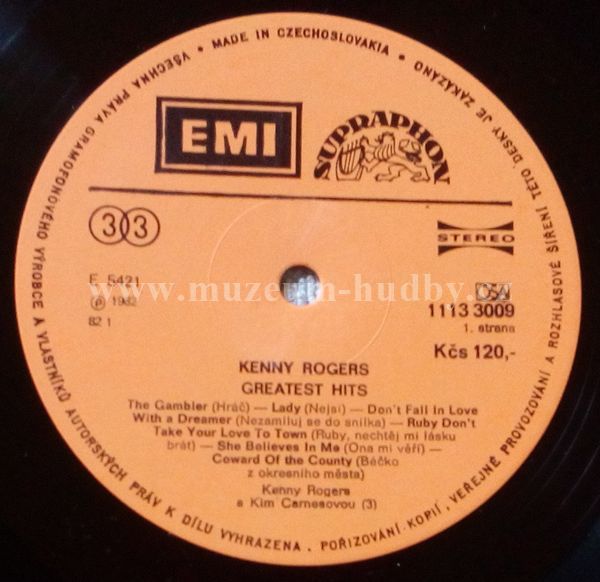 VŠECHNA PRÁVA GRAMOFONOVÉHO VÝROBCE A VLASTNÍKŮ AUTORSKÝCH PRÁV K DÍLU VYHRAZENA. POŘIZOVÁNÍ KOPIÍ, VEŘEJNÉ PROVOZOVÁNÍ A ROZHLASOVÉ ŠÍŘENÍ TÉTO DESKY JE ZAKÁZÁNO • MADE IN CZECHOSLOVAKIA •
EMI
SUPRAPHON
33
STEREO
F 5421
℗ 1982
82 1
www.muzeum-hudby.cz
OSA
1113 3009
1. strana
Kčs 120,-
KENNY ROGERS
GREATEST HITS
The Gambler (Hráč) — Lady (Nejsi) — Don't Fall In Love
With a Dreamer (Nezamiluj se do snílka) — Ruby Don't
Take Your Love To Town (Ruby, nechtěj mi lásku
brát) — She Believes In Me (Ona mi věří) —
Coward Of the County (Béčko
z okresního města)
Kenny Rogers
a Kim Carnesovou (3)